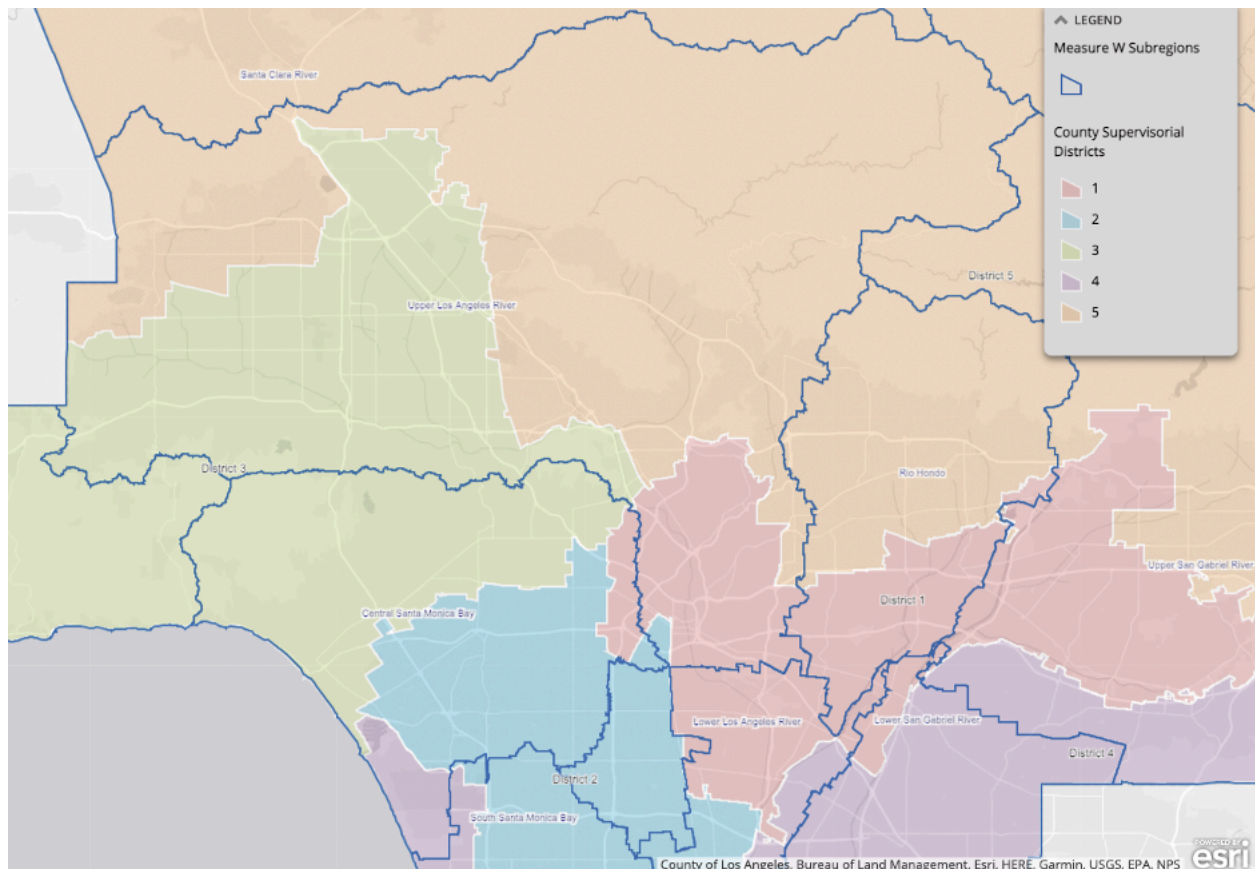 LEGEND
Measure W Subregions
County Supervisorial
Districts
1
2
3
4
5
Santa Clara River
District 5
Upper Los Angeles River
District 3
Rio Hondo
Upper San Gabriel River
District 1
Central Santa Monica Bay
Lower Los Angeles River
Lower San Gabriel River
District 4
District 2
South Santa Monica Bay
County of Los Angeles, Bureau of Land Management, Esri, HERE, Garmin, USGS, EPA, NPS
POWERED BY
esri